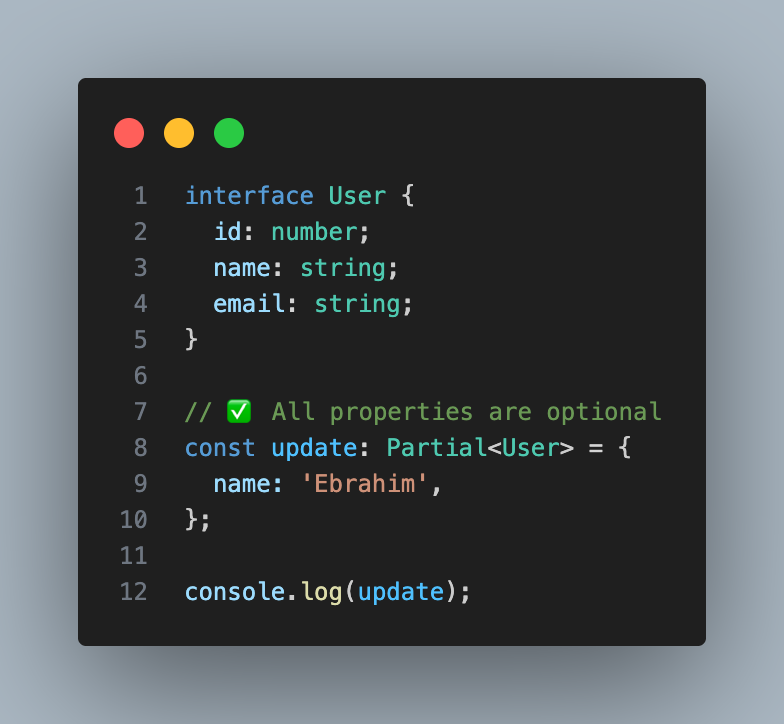 1 interface User {
2   id: number;
3   name: string;
4   email: string;
5 }
6
7 // ✅ All properties are optional
8 const update: Partial<User> = {
9   name: 'Ebrahim',
10 };
11
12 console.log(update);